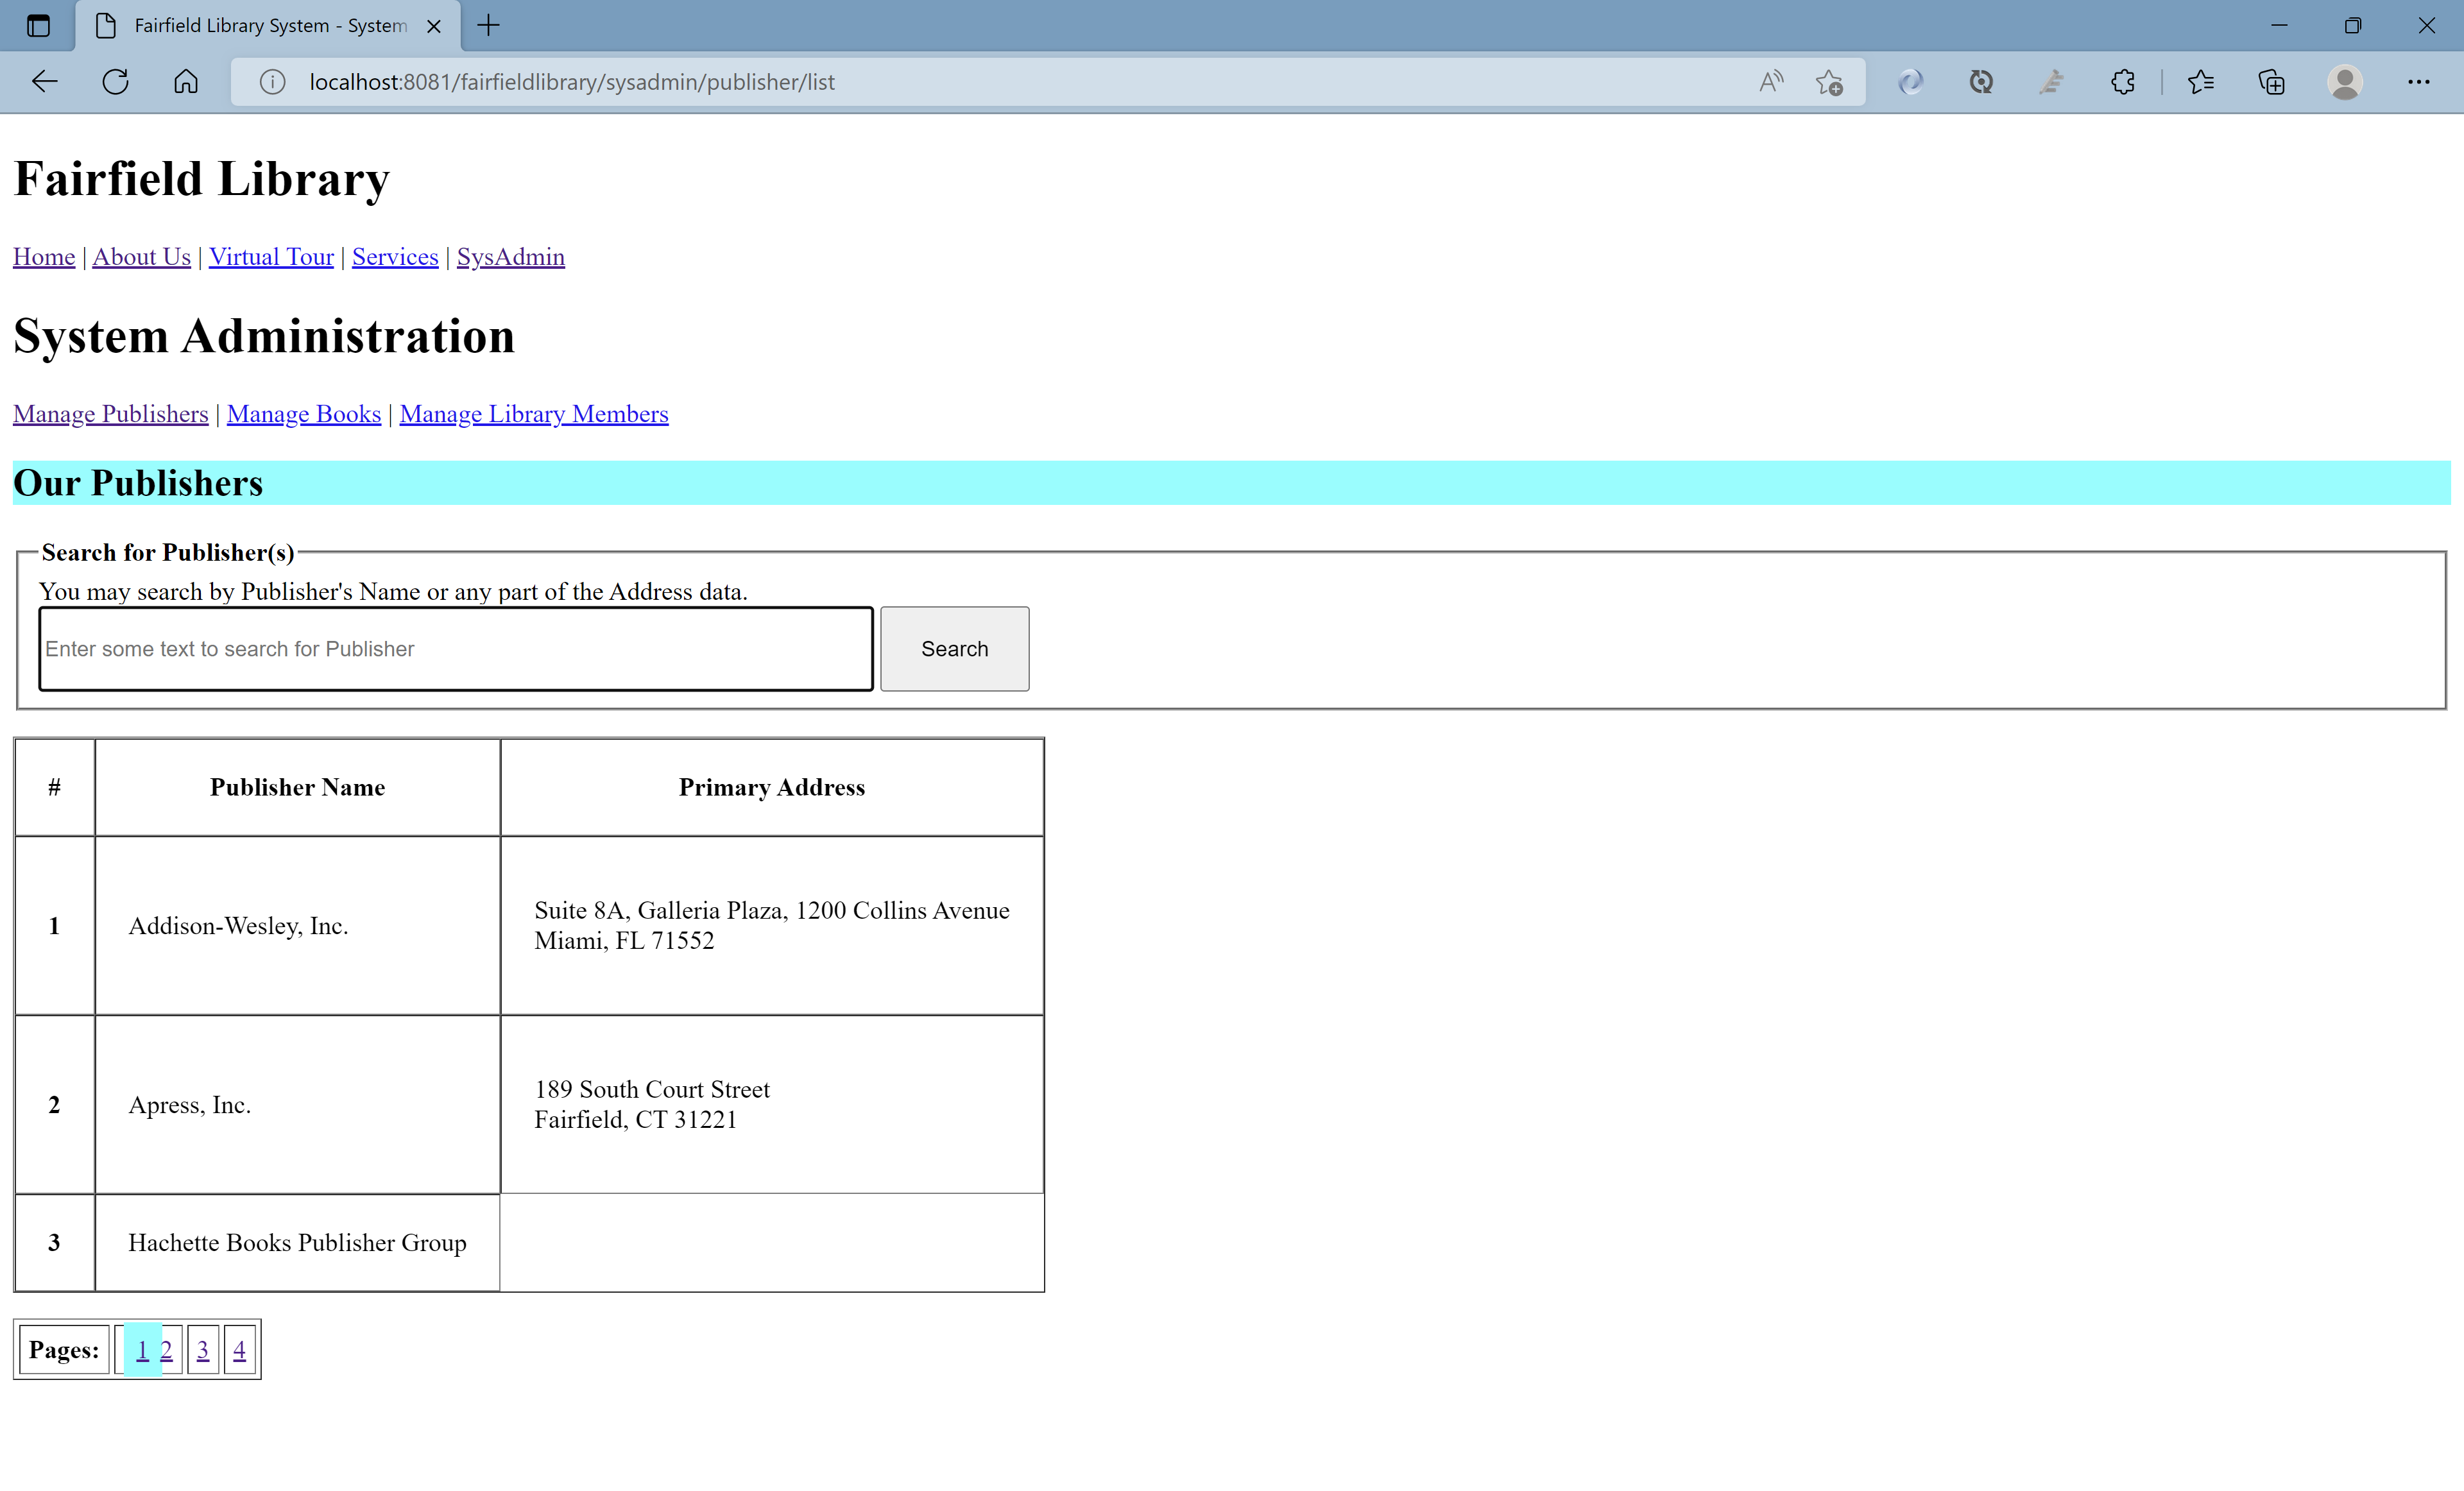 Fairfield Library System - System
localhost:8081/fairfieldlibrary/sysadmin/publisher/list
Fairfield Library
Home | About Us | Virtual Tour | Services | SysAdmin
System Administration
Manage Publishers | Manage Books | Manage Library Members
Our Publishers
Search for Publisher(s)
You may search by Publisher's Name or any part of the Address data.
Enter some text to search for Publisher Search
# Publisher Name Primary Address
1 Addison-Wesley, Inc. Suite 8A, Galleria Plaza, 1200 Collins Avenue
Miami, FL 71552
2 Apress, Inc. 189 South Court Street
Fairfield, CT 31221
3 Hachette Books Publisher Group
Pages: 1 2 3 4